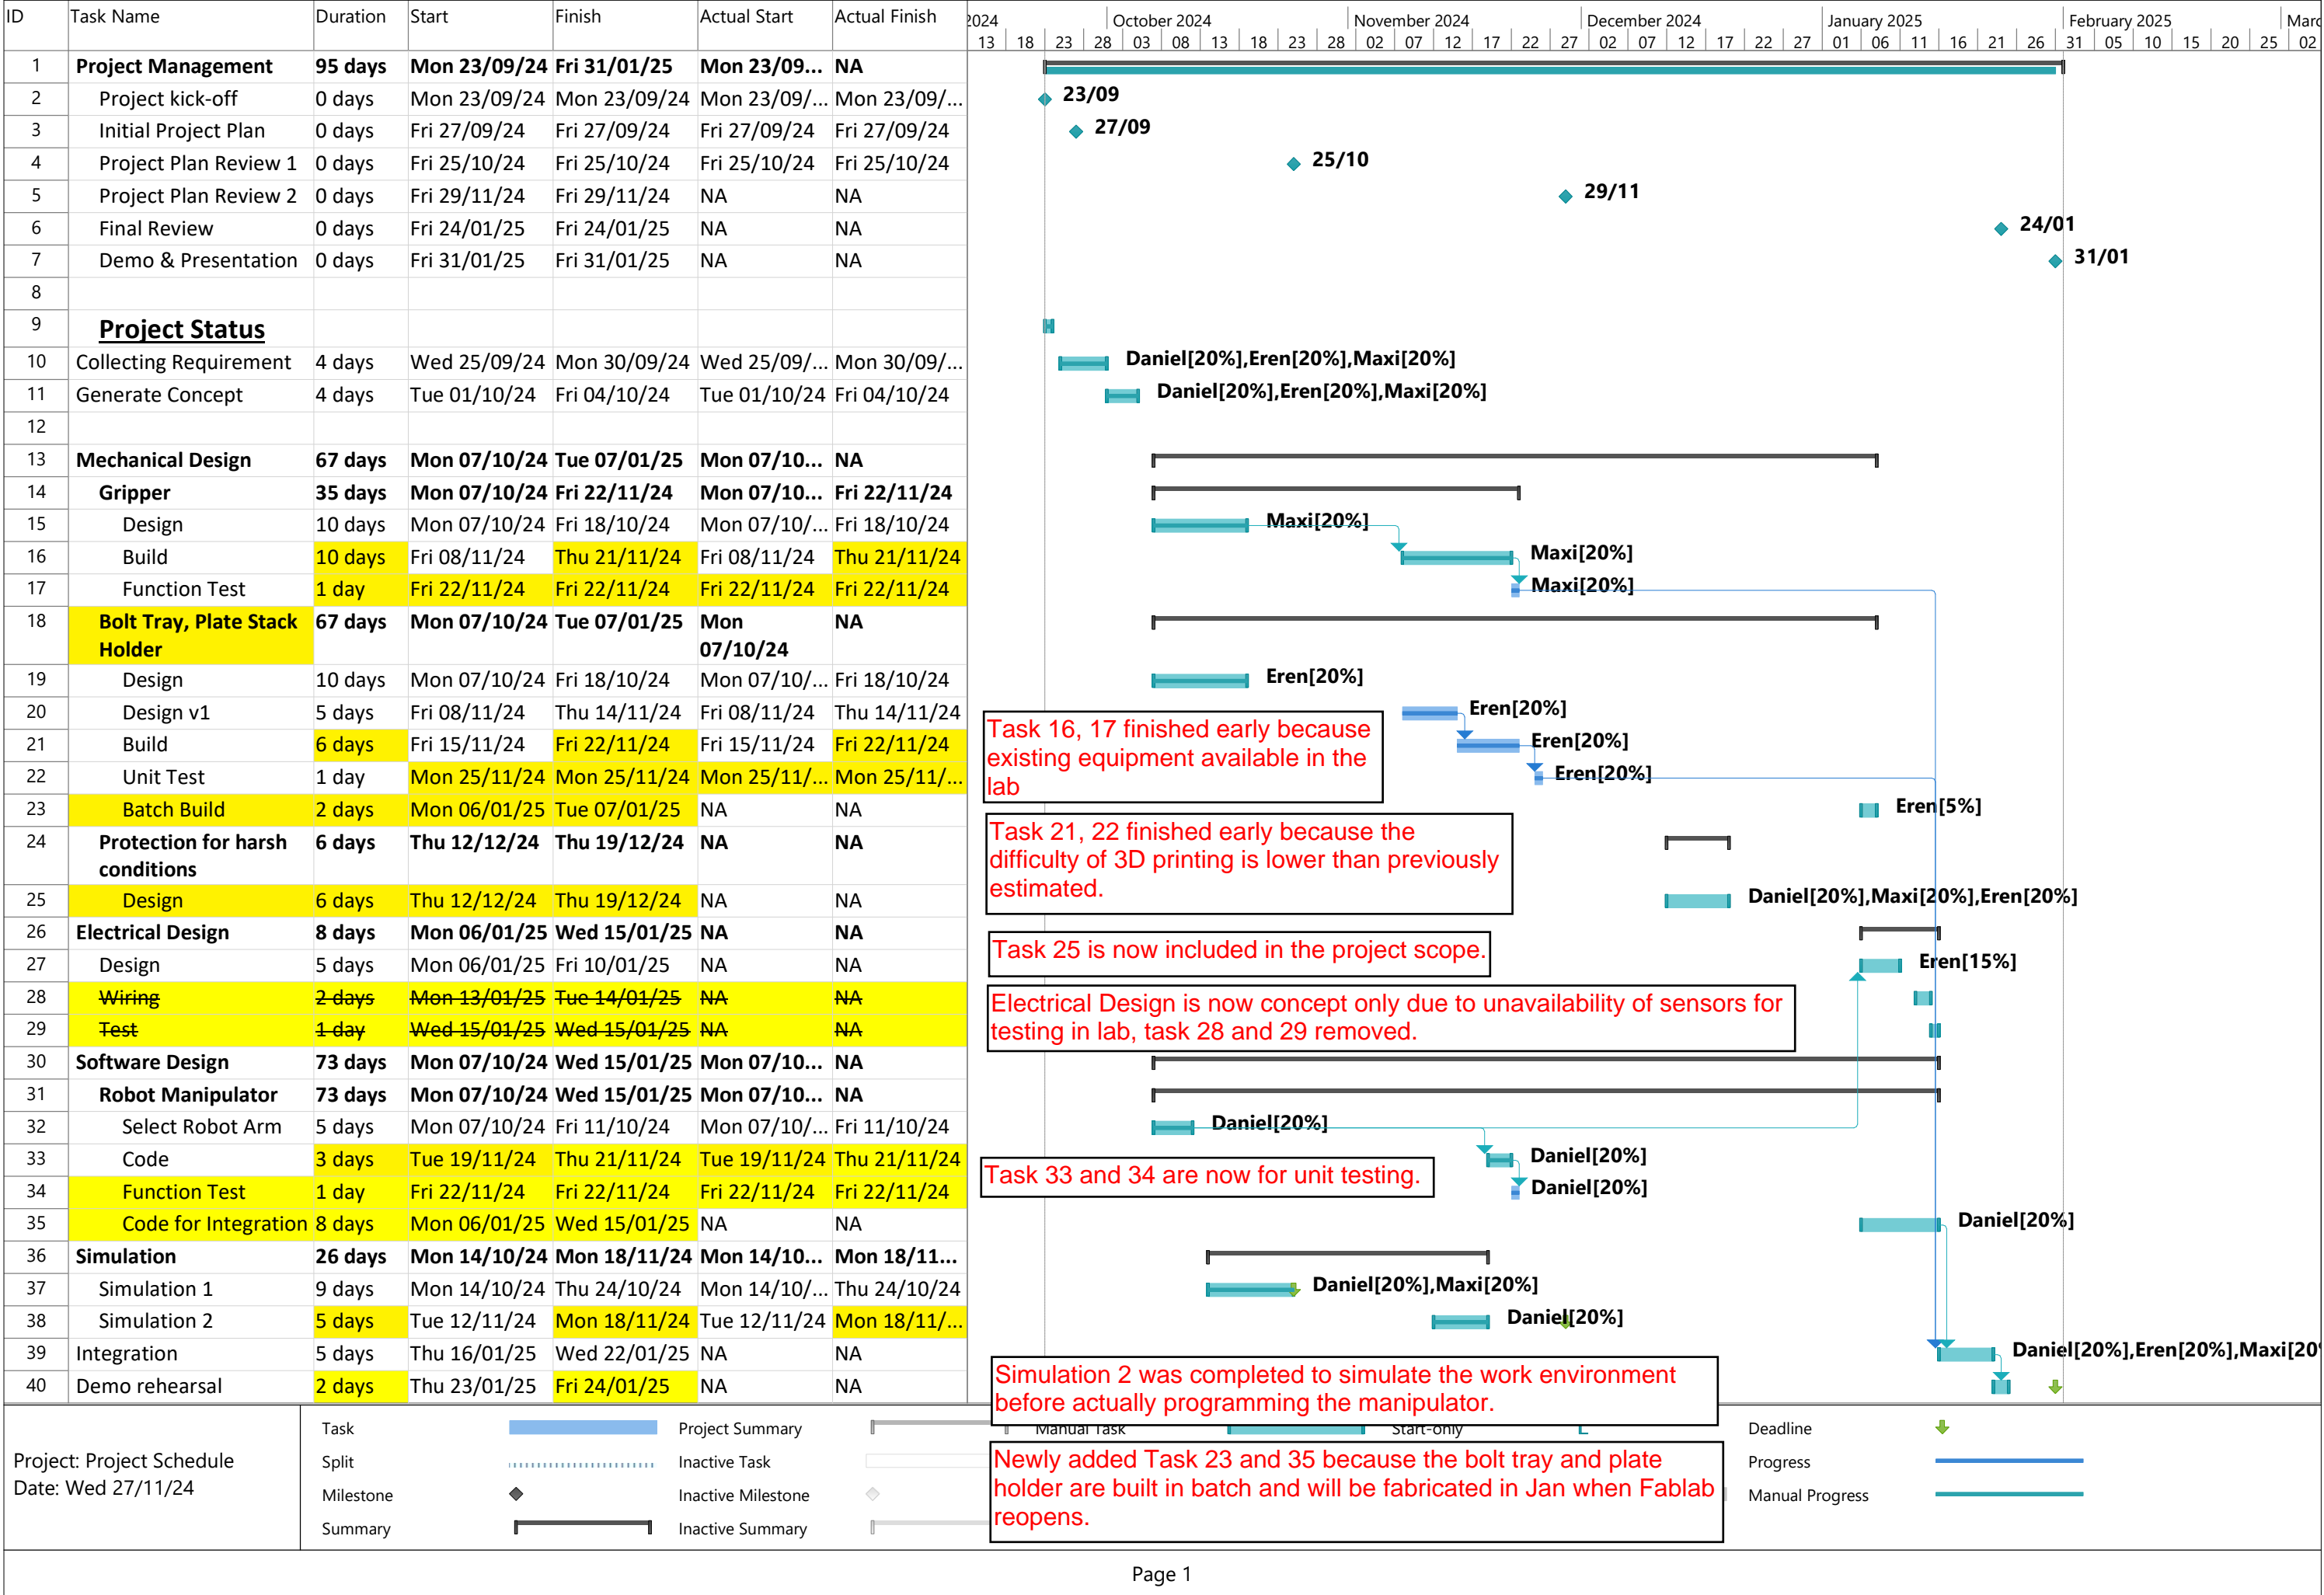 ID Task Name Duration Start Finish Actual Start Actual Finish
2024 October 2024 November 2024 December 2024 January 2025 February 2025
13 18 23 28 03 08 13 18 23 28 02 07 12 17 22 27 02 07 12 17 22 27 01 06 11 16 21 26 31 05 10 15 20 25 02
1 Project Management 95 days Mon 23/09/24 Fri 31/01/25 Mon 23/09... NA
2 Project kick-off 0 days Mon 23/09/24 Mon 23/09/24 Mon 23/09/... Mon 23/09/... 23/09
3 Initial Project Plan 0 days Fri 27/09/24 Fri 27/09/24 Fri 27/09/24 Fri 27/09/24 27/09
4 Project Plan Review 1 0 days Fri 25/10/24 Fri 25/10/24 Fri 25/10/24 Fri 25/10/24 25/10
5 Project Plan Review 2 0 days Fri 29/11/24 Fri 29/11/24 NA NA 29/11
6 Final Review 0 days Fri 24/01/25 Fri 24/01/25 NA NA 24/01
7 Demo & Presentation 0 days Fri 31/01/25 Fri 31/01/25 NA NA 31/01
8
9 Project Status
10 Collecting Requirement 4 days Wed 25/09/24 Mon 30/09/24 Wed 25/09/... Mon 30/09/... Daniel[20%],Eren[20%],Maxi[20%]
11 Generate Concept 4 days Tue 01/10/24 Fri 04/10/24 Tue 01/10/24 Fri 04/10/24 Daniel[20%],Eren[20%],Maxi[20%]
12
13 Mechanical Design 67 days Mon 07/10/24 Tue 07/01/25 Mon 07/10... NA
14 Gripper 35 days Mon 07/10/24 Fri 22/11/24 Mon 07/10... Fri 22/11/24
15 Design 10 days Mon 07/10/24 Fri 18/10/24 Mon 07/10/... Fri 18/10/24 Maxi[20%]
16 Build 10 days Fri 08/11/24 Thu 21/11/24 Fri 08/11/24 Thu 21/11/24 Maxi[20%]
17 Function Test 1 day Fri 22/11/24 Fri 22/11/24 Fri 22/11/24 Fri 22/11/24 Maxi[20%]
18 Bolt Tray, Plate Stack 67 days Mon 07/10/24 Tue 07/01/25 Mon NA
Holder 07/10/24
19 Design 10 days Mon 07/10/24 Fri 18/10/24 Mon 07/10/... Fri 18/10/24 Eren[20%]
20 Design v1 5 days Fri 08/11/24 Thu 14/11/24 Fri 08/11/24 Thu 14/11/24 Eren[20%]
21 Build 6 days Fri 15/11/24 Fri 22/11/24 Fri 15/11/24 Fri 22/11/24 Eren[20%]
22 Unit Test 1 day Mon 25/11/24 Mon 25/11/24 Mon 25/11/... Mon 25/11/... Eren[20%]
23 Batch Build 2 days Mon 06/01/25 Tue 07/01/25 NA NA Eren[5%]
24 Protection for harsh 6 days Thu 12/12/24 Thu 19/12/24 NA NA
conditions
25 Design 6 days Thu 12/12/24 Thu 19/12/24 NA NA Daniel[20%],Maxi[20%],Eren[20%]
26 Electrical Design 8 days Mon 06/01/25 Wed 15/01/25 NA NA
27 Design 5 days Mon 06/01/25 Fri 10/01/25 NA NA Eren[15%]
28 Wiring 2 days Mon 13/01/25 Tue 14/01/25 NA NA
29 Test 1 day Wed 15/01/25 Wed 15/01/25 NA NA
30 Software Design 73 days Mon 07/10/24 Wed 15/01/25 Mon 07/10... NA
31 Robot Manipulator 73 days Mon 07/10/24 Wed 15/01/25 Mon 07/10... NA
32 Select Robot Arm 5 days Mon 07/10/24 Fri 11/10/24 Mon 07/10/... Fri 11/10/24 Daniel[20%]
33 Code 3 days Tue 19/11/24 Thu 21/11/24 Tue 19/11/24 Thu 21/11/24 Daniel[20%]
34 Function Test 1 day Fri 22/11/24 Fri 22/11/24 Fri 22/11/24 Fri 22/11/24 Daniel[20%]
35 Code for Integration 8 days Mon 06/01/25 Wed 15/01/25 NA NA Daniel[20%]
36 Simulation 26 days Mon 14/10/24 Mon 18/11/24 Mon 14/10... Mon 18/11...
37 Simulation 1 9 days Mon 14/10/24 Thu 24/10/24 Mon 14/10/... Thu 24/10/24 Daniel[20%],Maxi[20%]
38 Simulation 2 5 days Tue 12/11/24 Mon 18/11/24 Tue 12/11/24 Mon 18/11/... Daniel[20%]
39 Integration 5 days Thu 16/01/25 Wed 22/01/25 NA NA Daniel[20%],Eren[20%],Maxi[20%
40 Demo rehearsal 2 days Thu 23/01/25 Fri 24/01/25 NA NA
Task 16, 17 finished early because
existing equipment available in the
lab
Task 21, 22 finished early because the
difficulty of 3D printing is lower than previously
estimated.
Task 25 is now included in the project scope.
Electrical Design is now concept only due to unavailability of sensors for
testing in lab, task 28 and 29 removed.
Task 33 and 34 are now for unit testing.
Simulation 2 was completed to simulate the work environment
before actually programming the manipulator.
Newly added Task 23 and 35 because the bolt tray and plate
holder are built in batch and will be fabricated in Jan when Fablab
reopens.
Project: Project Schedule
Date: Wed 27/11/24
Task Project Summary Manual Task Start-only Deadline
Split Inactive Task Progress
Milestone Inactive Milestone Manual Progress
Summary Inactive Summary
Page 1